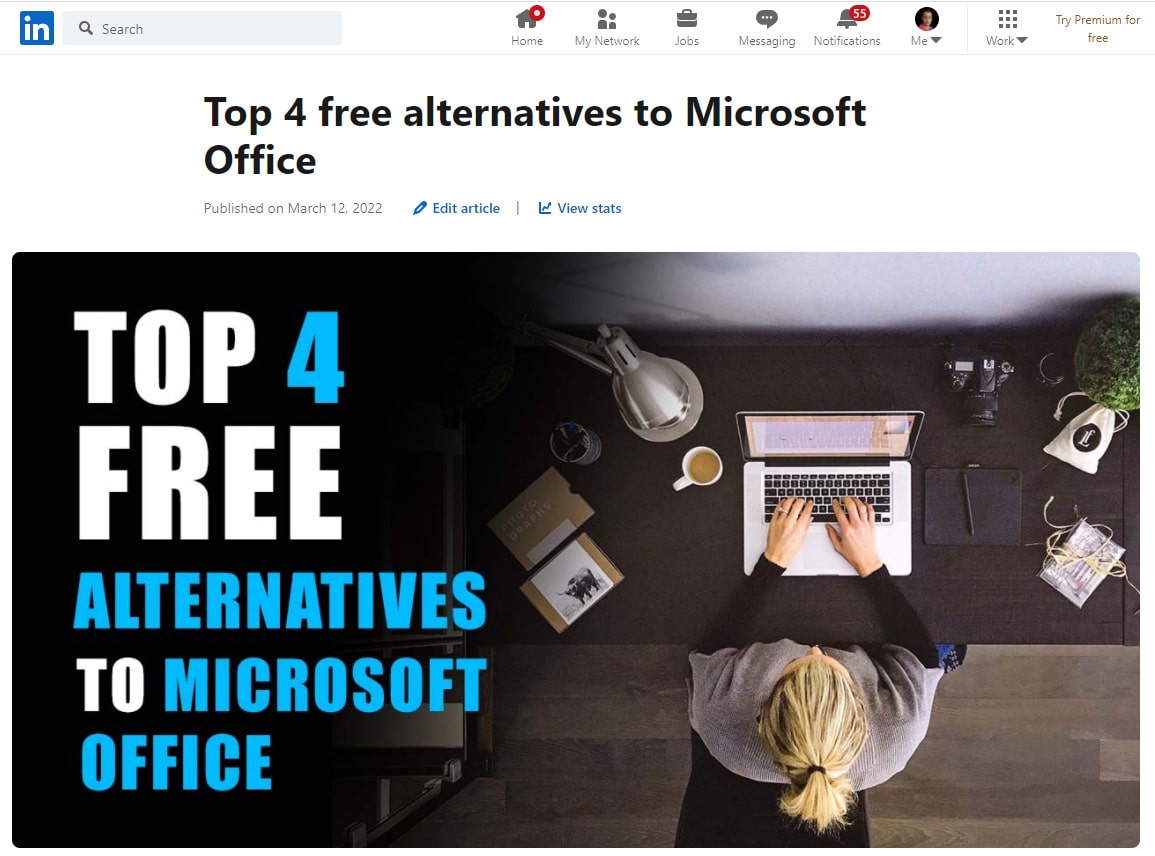 in
Search
Home
My Network
Jobs
Messaging
55
Notifications
Me
Work
Try Premium for
free
Top 4 free alternatives to Microsoft
Office
Published on March 12, 2022
Edit article | View stats
TOP 4
FREE
ALTERNATIVES
TO MICROSOFT
OFFICE
PHOTO
GRAPHS